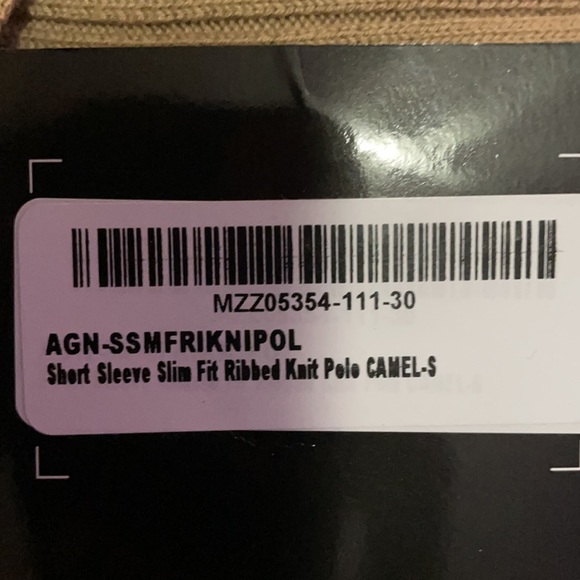 MZZ05354-111-30
AGN-SSMFRIKNIPOL
Short Sleeve Slim Fit Ribbed Knit Polo CAMEL-S